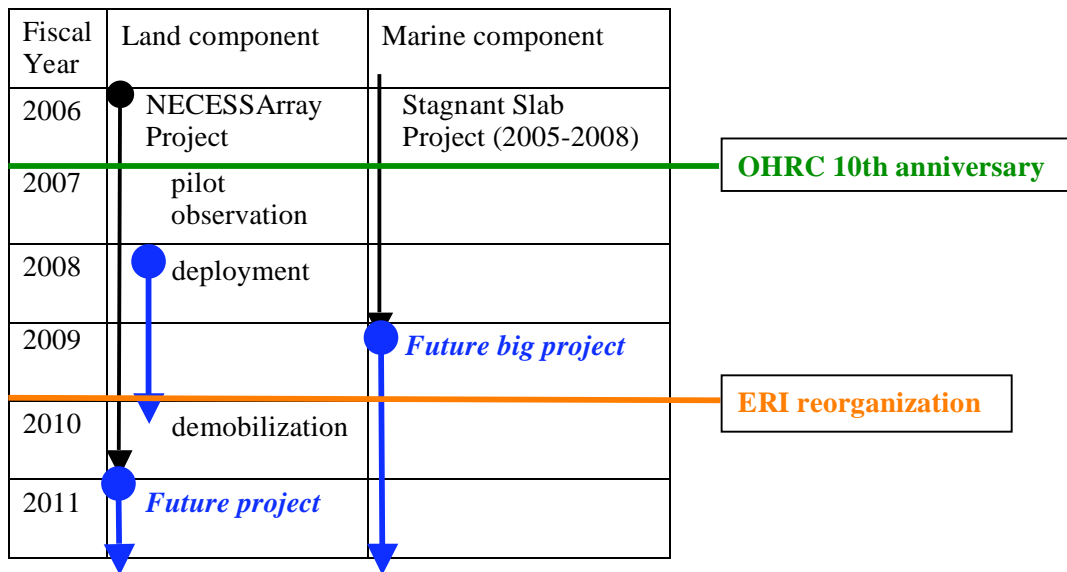 Fiscal
Year
Land component
Marine component
2006
NECESSArray
Project
Stagnant Slab
Project (2005-2008)
OHRC 10th anniversary
2007
pilot
observation
2008
deployment
2009
Future big project
ERI reorganization
2010
demobilization
2011
Future project